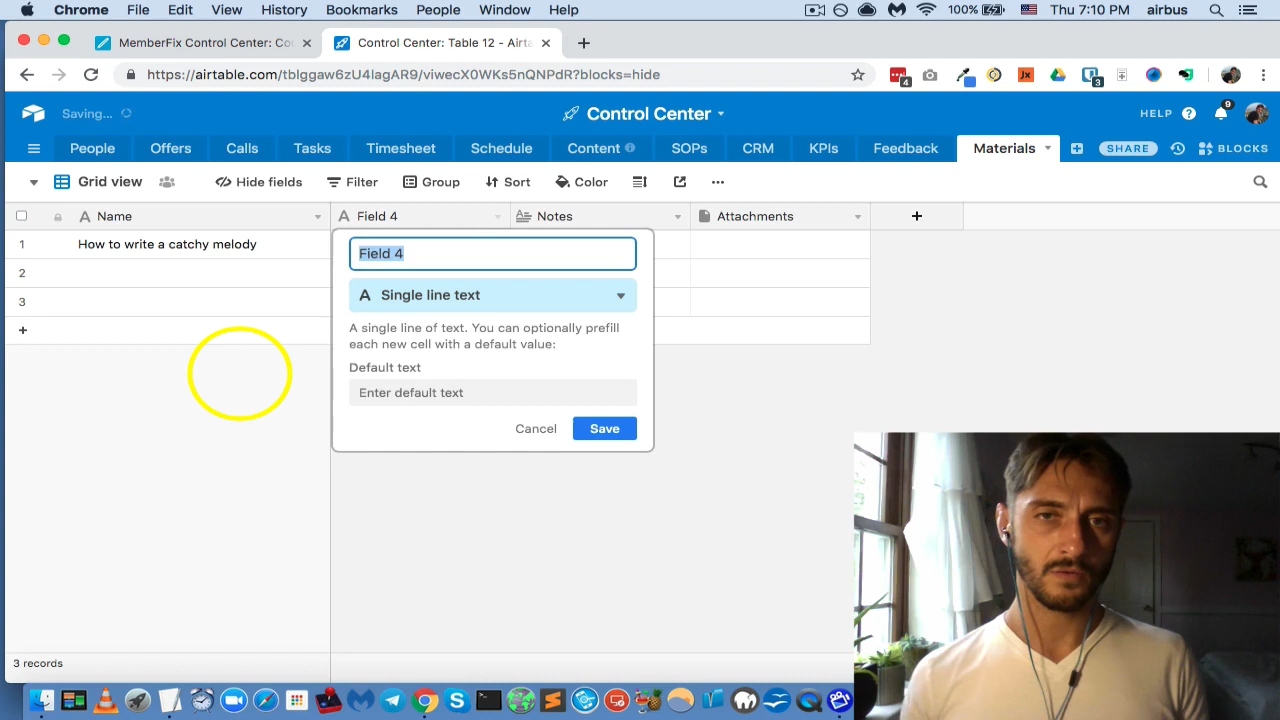 Chrome File Edit View History Bookmarks People Window Help 100% Thu 7:10 PM airbus
MemberFix Control Center: Co
Control Center: Table 12 - Airta
https://airtable.com/tblggaw6zU4lagAR9/viwecX0WKs5nQNPdR?blocks=hide
4
3
Saving...
Control Center
HELP
9
People Offers Calls Tasks Timesheet Schedule Content SOPs CRM KPIs Feedback Materials SHARE BLOCKS
Grid view Hide fields Filter Group Sort Color
Name Field 4 Notes Attachments
1 How to write a catchy melody
2
3
Field 4
Single line text
A single line of text. You can optionally prefill
each new cell with a default value:
Default text
Enter default text
Cancel Save
3 records